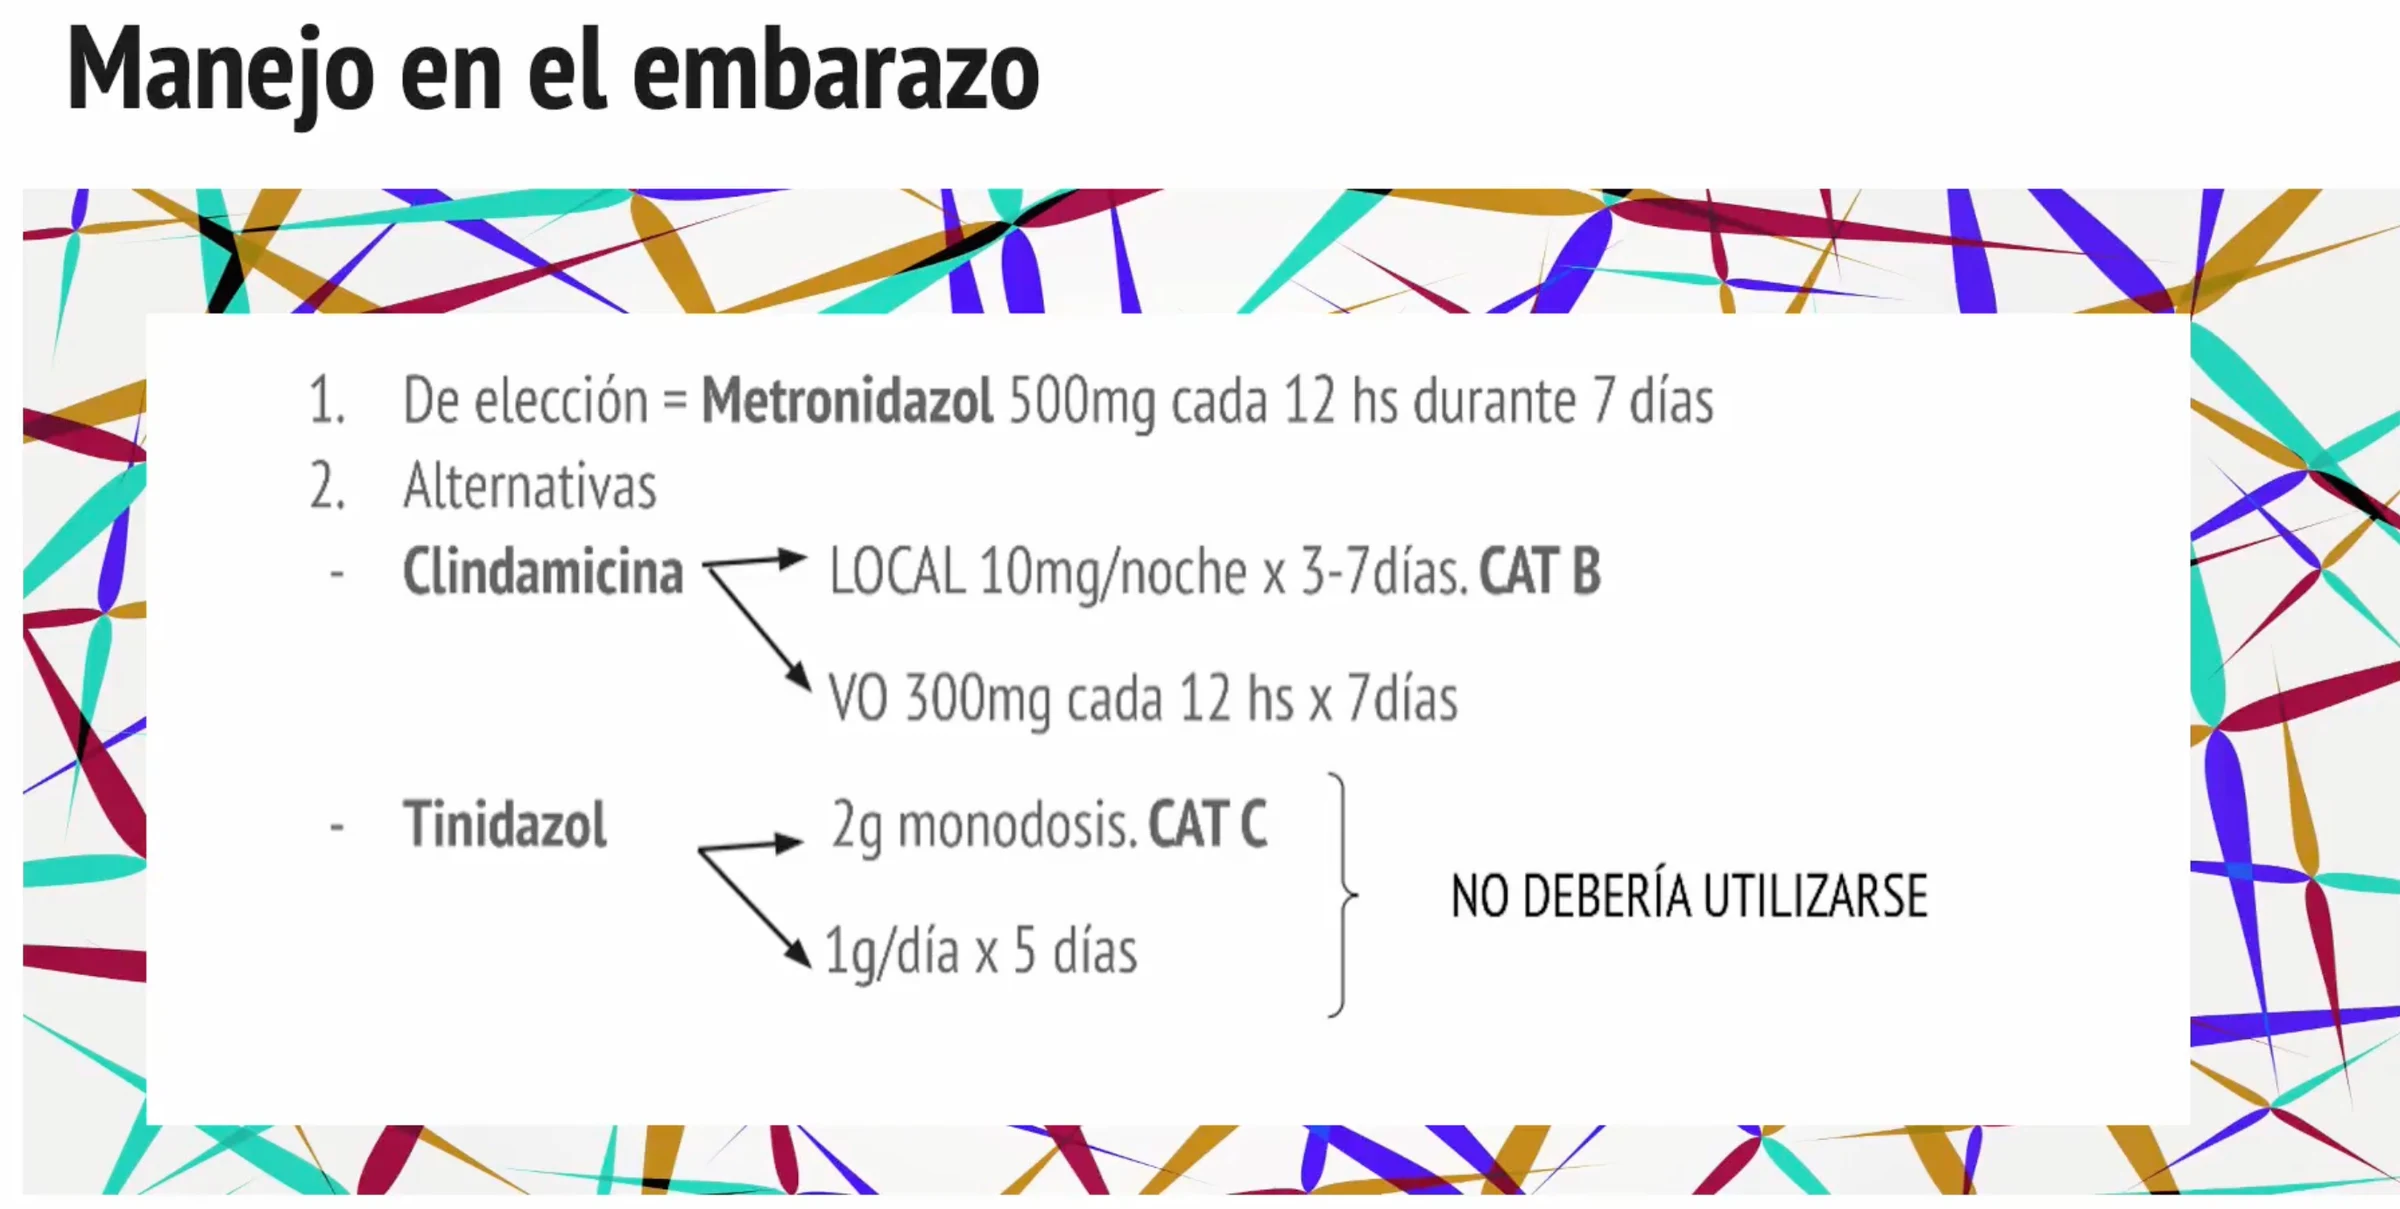 Manejo en el embarazo
1. De elección = Metronidazol 500mg cada 12 hs durante 7 días
2. Alternativas
- Clindamicina LOCAL 10mg/noche x 3-7días. CAT B
VO 300mg cada 12 hs x 7días
- Tinidazol 2g monodosis. CAT C
NO DEBERÍA UTILIZARSE
1g/día x 5 días